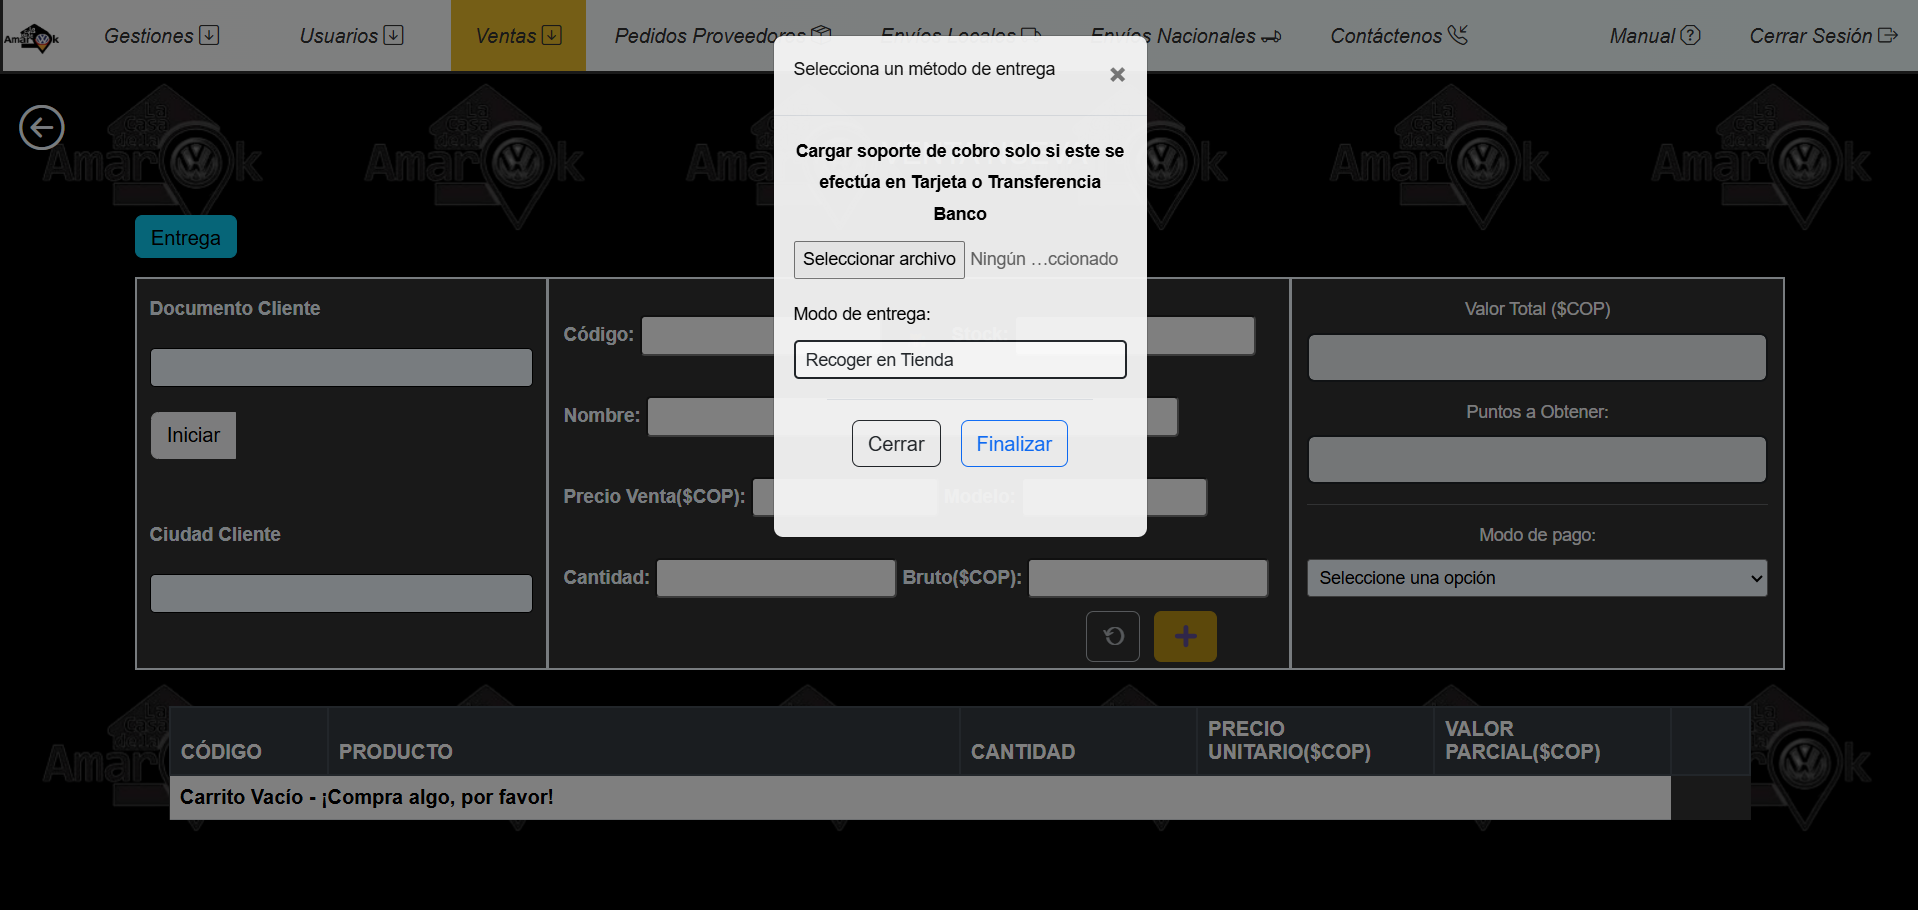 Gestiones
Usuarios
Ventas
Pedidos Proveedores
Envíos Locales
Envíos Nacionales
Contáctenos
Manual
Cerrar Sesión
Amarok
Selecciona un método de entrega
Cargar soporte de cobro solo si este se
efectúa en Tarjeta o Transferencia
Banco
Seleccionar archivo Ningún …ccionado
Modo de entrega:
Recoger en Tienda
Cerrar
Finalizar
Entrega
Documento Cliente
Iniciar
Ciudad Cliente
Código:
Stock:
Nombre:
Precio Venta($COP):
Modelo:
Cantidad:
Bruto($COP):
Valor Total ($COP)
Puntos a Obtener:
Modo de pago:
Seleccione una opción
CÓDIGO
PRODUCTO
CANTIDAD
PRECIO
UNITARIO($COP)
VALOR
PARCIAL($COP)
Carrito Vacío - ¡Compra algo, por favor!